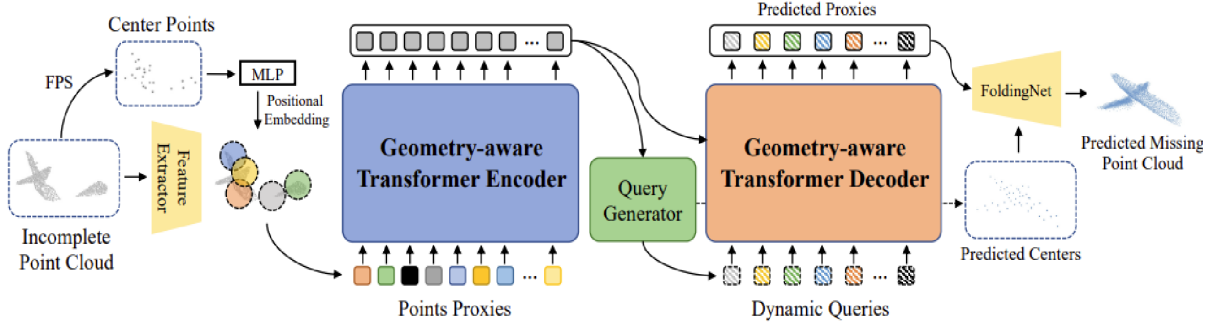 Center Points
FPS
MLP
Positional
Embedding
Feature
Extractor
Incomplete
Point Cloud
...
Geometry-aware
Transformer Encoder
...
Points Proxies
Query
Generator
Predicted Proxies
...
Geometry-aware
Transformer Decoder
...
Dynamic Queries
FoldingNet
Predicted Missing
Point Cloud
Predicted Centers